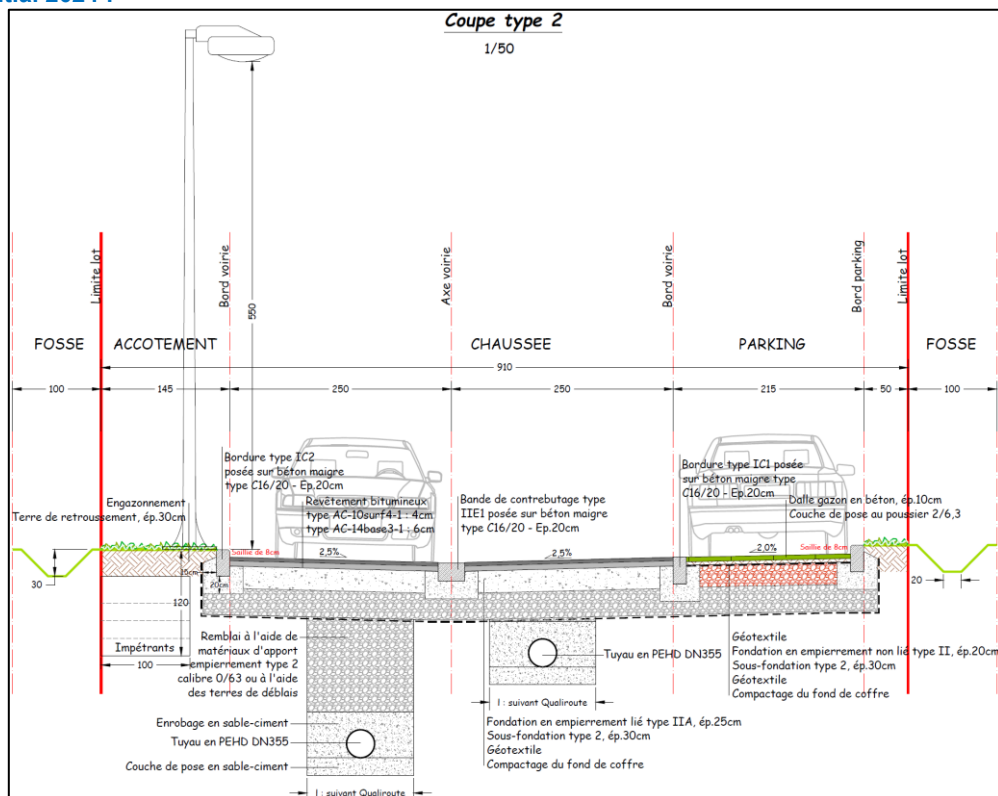 Coupe type 2
1/50
Limite lot
Bord voirie
550
Axe voirie
Bord voirie
Bord parking
Limite lot
FOSSE
ACCOTEMENT
CHAUSSEE
PARKING
FOSSE
910
100
145
250
250
215
50
100
Bordure type IC2
posée sur béton maigre
type C16/20 - Ep.20cm
Engazonnement
Terre de retroussement, ép.30cm
Revêtement bitumineux
type AC-10surf4-1 : 4cm
type AC-14base3-1 : 6cm
Bande de contrebutage type
IIE1 posée sur béton maigre
type C16/20 - Ep.20cm
Bordure type IC1 posée
sur béton maigre type
C16/20 - Ep.20cm
Dalle gazon en béton, ép.10cm
Couche de pose au poussier 2/6,3
Saillie de 8cm
2,5%
2,5%
2,0%
Saillie de 8cm
30
15cm
20cm
20
120
Impétrants
100
Remblai à l'aide de
matériaux d'apport
empierrement type 2
calibre 0/63 ou à l'aide
des terres de déblais
Tuyau en PEHD DN355
l : suivant Qualiroute
Géotextile
Fondation en empierrement non lié type II, ép.20cm
Sous-fondation type 2, ép.30cm
Géotextile
Compactage du fond de coffre
Enrobage en sable-ciment
Tuyau en PEHD DN355
Couche de pose en sable-ciment
l : suivant Qualiroute
Fondation en empierrement lié type IIA, ép.25cm
Sous-fondation type 2, ép.30cm
Géotextile
Compactage du fond de coffre